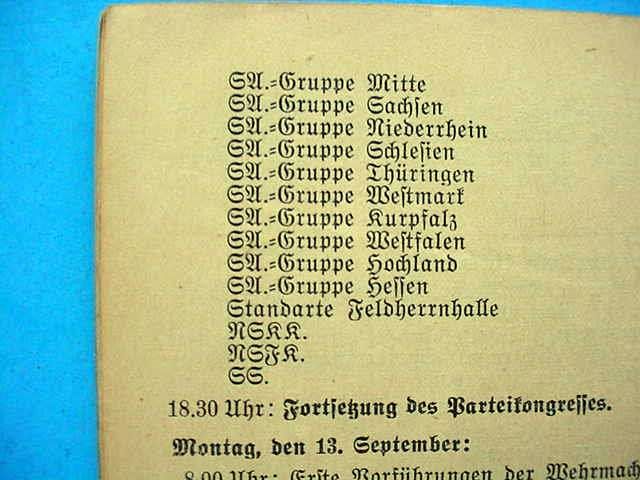 SA.-Gruppe Mitte
SA.-Gruppe Sachsen
SA.-Gruppe Niederrhein
SA.-Gruppe Schlesien
SA.-Gruppe Thüringen
SA.-Gruppe Westmark
SA.-Gruppe Kurpfalz
SA.-Gruppe Westfalen
SA.-Gruppe Hochland
SA.-Gruppe Hessen
Standarte Feldherrnhalle
NSKK.
NSFK.
SS.
18.30 Uhr: Fortsetzung des Parteikongresses.
Montag, den 13. September:
8.00 Uhr: Erste Vorführungen der Wehrmach